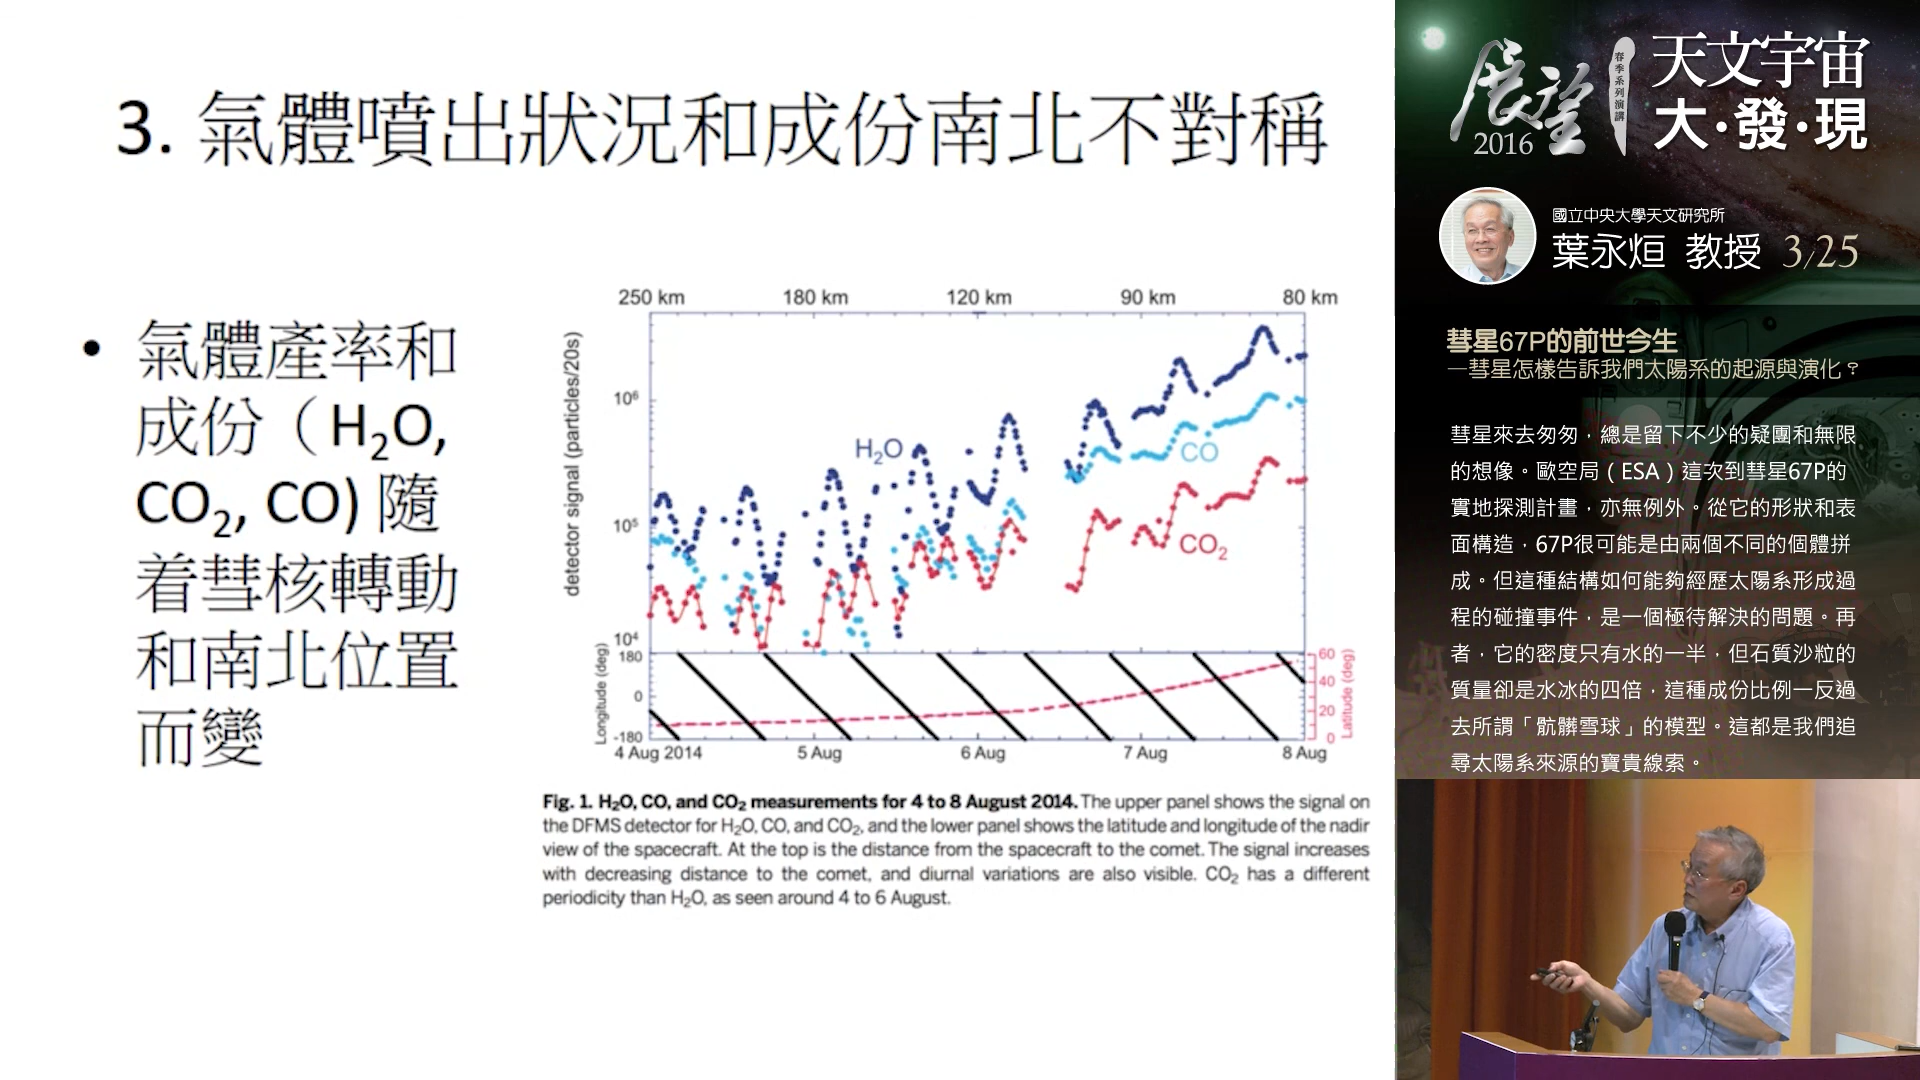 3. 氣體噴出狀況和成份南北不對稱
• 氣體產率和
成份（H₂O,
CO₂, CO) 隨
着彗核轉動
和南北位置
而變
250 km 180 km 120 km 90 km 80 km
detector signal (particles/20s)
10⁶
10⁵
10⁴
H₂O
CO
CO₂
Longitude (deg)
180
0
-180
60
40
20
0
Latitude (deg)
4 Aug 2014 5 Aug 6 Aug 7 Aug 8 Aug
Fig. 1. H₂O, CO, and CO₂ measurements for 4 to 8 August 2014. The upper panel shows the signal on
the DFMS detector for H₂O, CO, and CO₂, and the lower panel shows the latitude and longitude of the nadir
view of the spacecraft. At the top is the distance from the spacecraft to the comet. The signal increases
with decreasing distance to the comet, and diurnal variations are also visible. CO₂ has a different
periodicity than H₂O, as seen around 4 to 6 August.
展望
2016
春季系列演講
天文宇宙
大·發·現
國立中央大學天文研究所
葉永烜 教授 3/25
彗星67P的前世今生
—彗星怎樣告訴我們太陽系的起源與演化？
彗星來去匆匆，總是留下不少的疑團和無限
的想像。歐空局（ESA）這次到彗星67P的
實地探測計畫，亦無例外。從它的形狀和表
面構造，67P很可能是由兩個不同的個體拼
成。但這種結構如何能夠經歷太陽系形成過
程的碰撞事件，是一個極待解決的問題。再
者，它的密度只有水的一半，但石質沙粒的
質量卻是水冰的四倍，這種成份比例一反過
去所謂「骯髒雪球」的模型。這都是我們追
尋太陽系來源的寶貴線索。